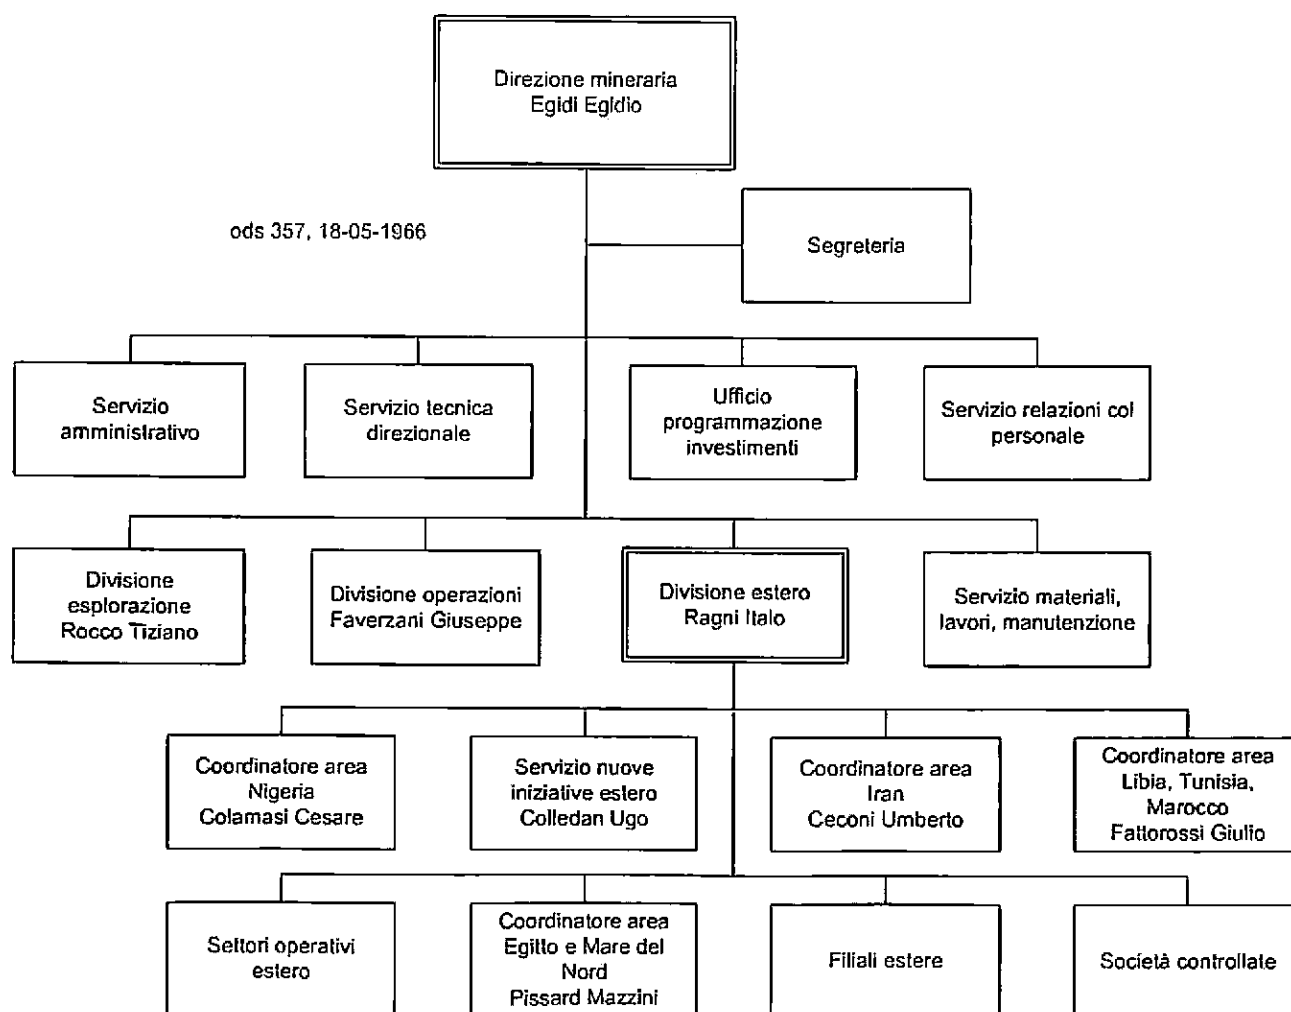 Direzione mineraria
Egidi Egidio
ods 357, 18-05-1966
Segreteria
Servizio
amministrativo
Servizio tecnica
direzionale
Ufficio
programmazione
investimenti
Servizio relazioni col
personale
Divisione
esplorazione
Rocco Tiziano
Divisione operazioni
Faverzani Giuseppe
Divisione estero
Ragni Italo
Servizio materiali,
lavori, manutenzione
Coordinatore area
Nigeria
Colamasi Cesare
Servizio nuove
iniziative estero
Colledan Ugo
Coordinatore area
Iran
Ceconi Umberto
Coordinatore area
Libia, Tunisia,
Marocco
Fattorossi Giulio
Settori operativi
estero
Coordinatore area
Egitto e Mare del
Nord
Pissard Mazzini
Filiali estere
Società controllate